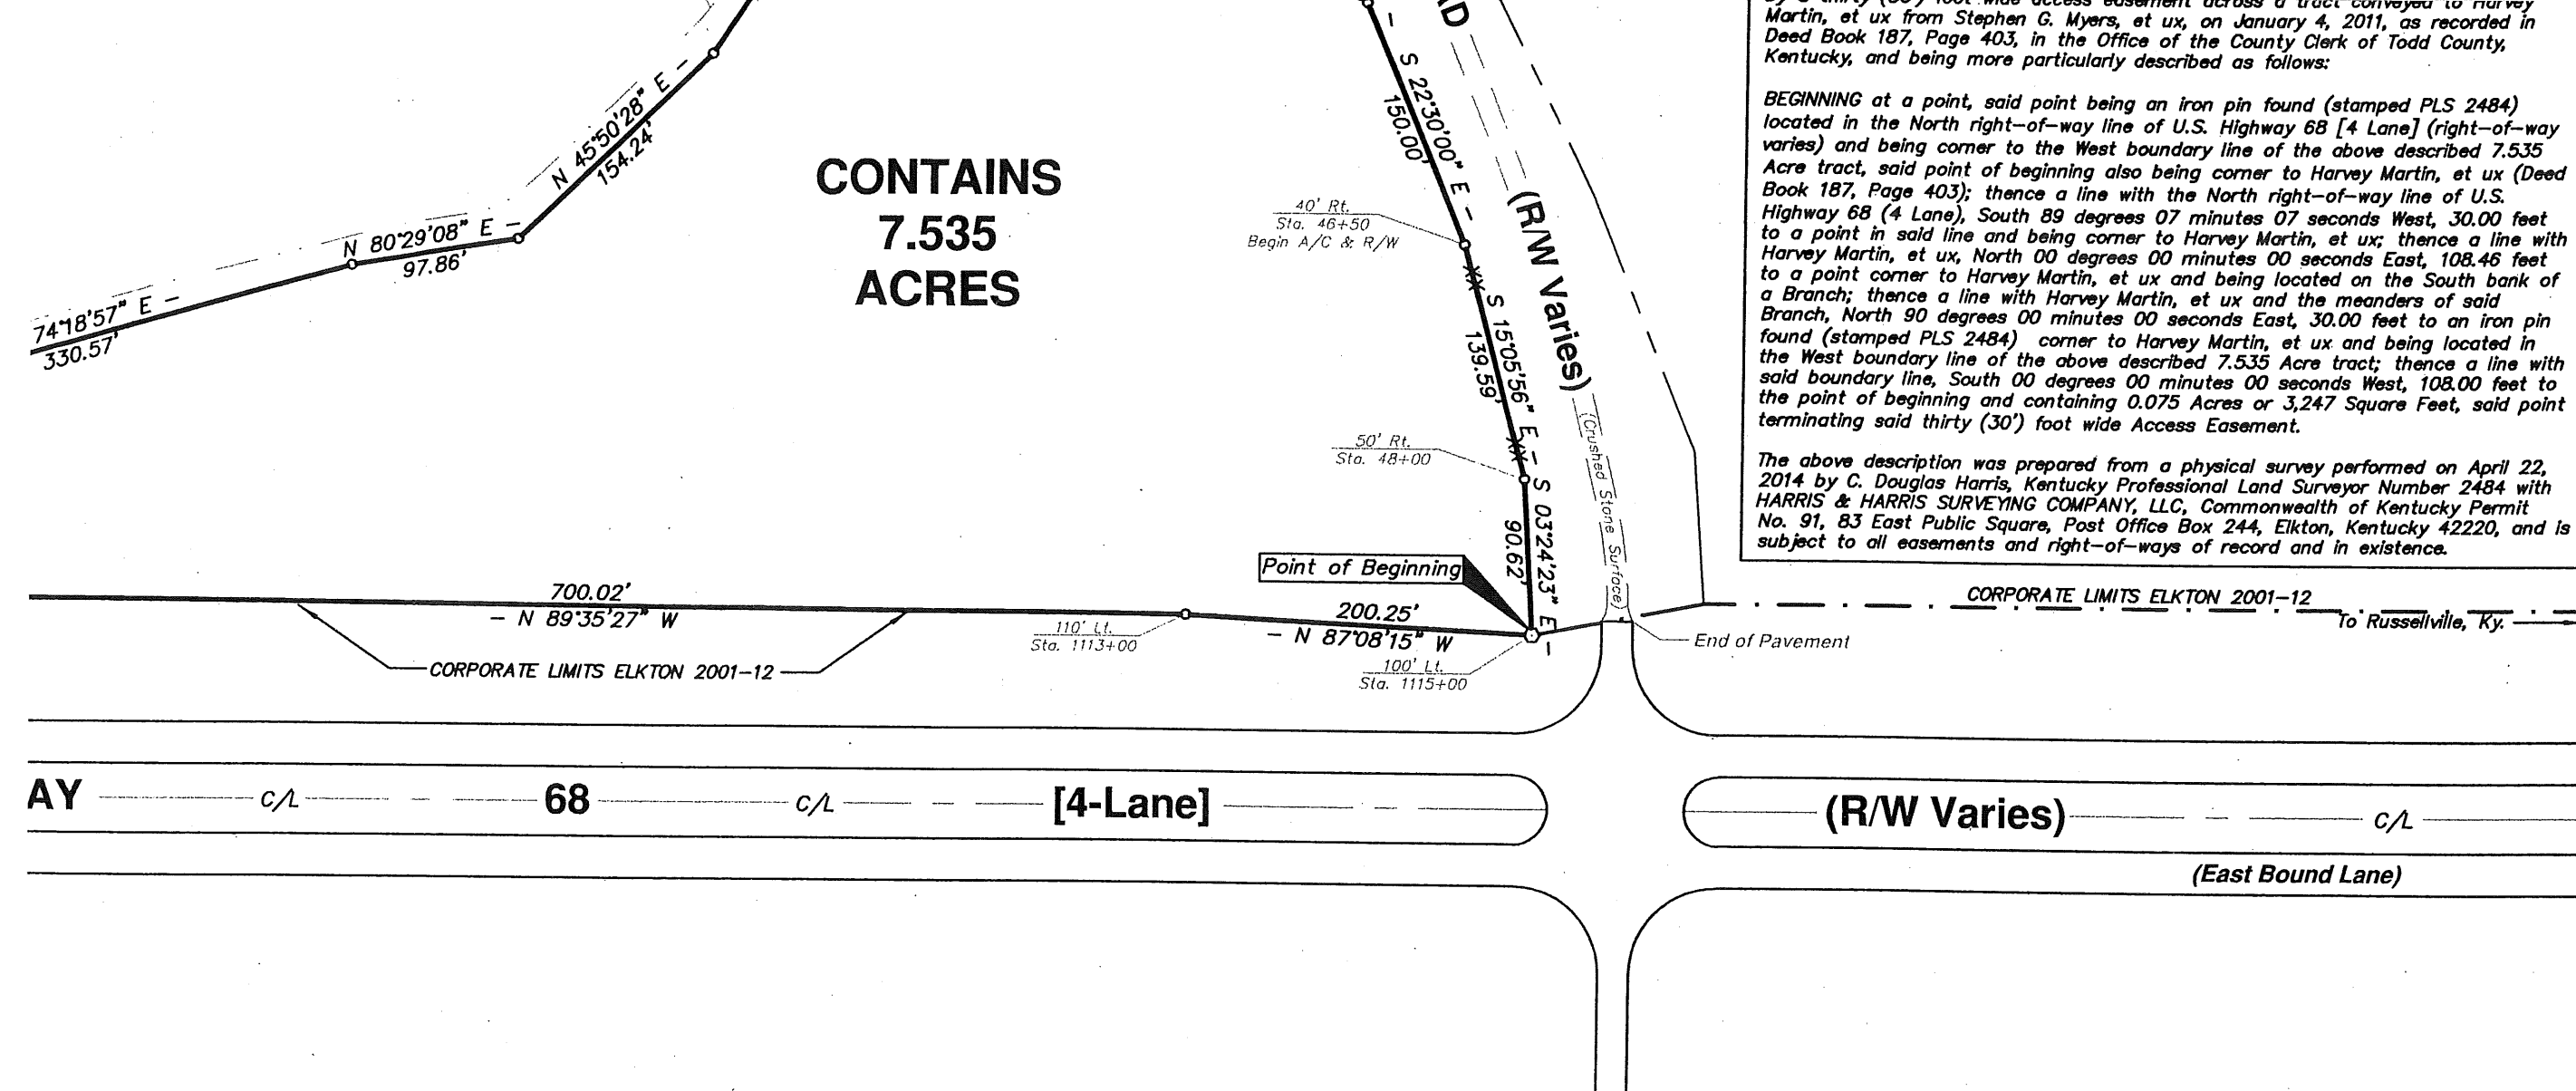 N 45°50'28" E -
154.24'
N 80°29'08" E -
97.86'
74°18'57" E -
330.57'
CONTAINS
7.535
ACRES
- S 22°30'00" E -
150.00'
40' Rt.
Sta. 46+50
Begin A/C & R/W
XX
S 15°05'56" E -
139.59'
XX
50' Rt.
Sta. 48+00
S 03°24'23" E -
90.62'
(R/W Varies)
(Crushed Stone Surface)
Point of Beginning
700.02'
- N 89°35'27" W
200.25'
- N 87°08'15" W
110' Lt.
Sta. 1113+00
100' Lt.
Sta. 1115+00
CORPORATE LIMITS ELKTON 2001-12
End of Pavement
CORPORATE LIMITS ELKTON 2001-12
To Russellville, Ky.
AY C/L 68 C/L [4-Lane] (R/W Varies) C/L
(East Bound Lane)
by a thirty (30') foot wide access easement across a tract conveyed to Harvey
Martin, et ux from Stephen G. Myers, et ux, on January 4, 2011, as recorded in
Deed Book 187, Page 403, in the Office of the County Clerk of Todd County,
Kentucky, and being more particularly described as follows:
BEGINNING at a point, said point being an iron pin found (stamped PLS 2484)
located in the North right-of-way line of U.S. Highway 68 [4 Lane] (right-of-way
varies) and being corner to the West boundary line of the above described 7.535
Acre tract, said point of beginning also being corner to Harvey Martin, et ux (Deed
Book 187, Page 403); thence a line with the North right-of-way line of U.S.
Highway 68 (4 Lane), South 89 degrees 07 minutes 07 seconds West, 30.00 feet
to a point in said line and being corner to Harvey Martin, et ux; thence a line with
Harvey Martin, et ux, North 00 degrees 00 minutes 00 seconds East, 108.46 feet
to a point corner to Harvey Martin, et ux and being located on the South bank of
a Branch; thence a line with Harvey Martin, et ux and the meanders of said
Branch, North 90 degrees 00 minutes 00 seconds East, 30.00 feet to an iron pin
found (stamped PLS 2484) corner to Harvey Martin, et ux and being located in
the West boundary line of the above described 7.535 Acre tract; thence a line with
said boundary line, South 00 degrees 00 minutes 00 seconds West, 108.00 feet to
the point of beginning and containing 0.075 Acres or 3,247 Square Feet, said point
terminating said thirty (30') foot wide Access Easement.
The above description was prepared from a physical survey performed on April 22,
2014 by C. Douglas Harris, Kentucky Professional Land Surveyor Number 2484 with
HARRIS & HARRIS SURVEYING COMPANY, LLC, Commonwealth of Kentucky Permit
No. 91, 83 East Public Square, Post Office Box 244, Elkton, Kentucky 42220, and is
subject to all easements and right-of-ways of record and in existence.